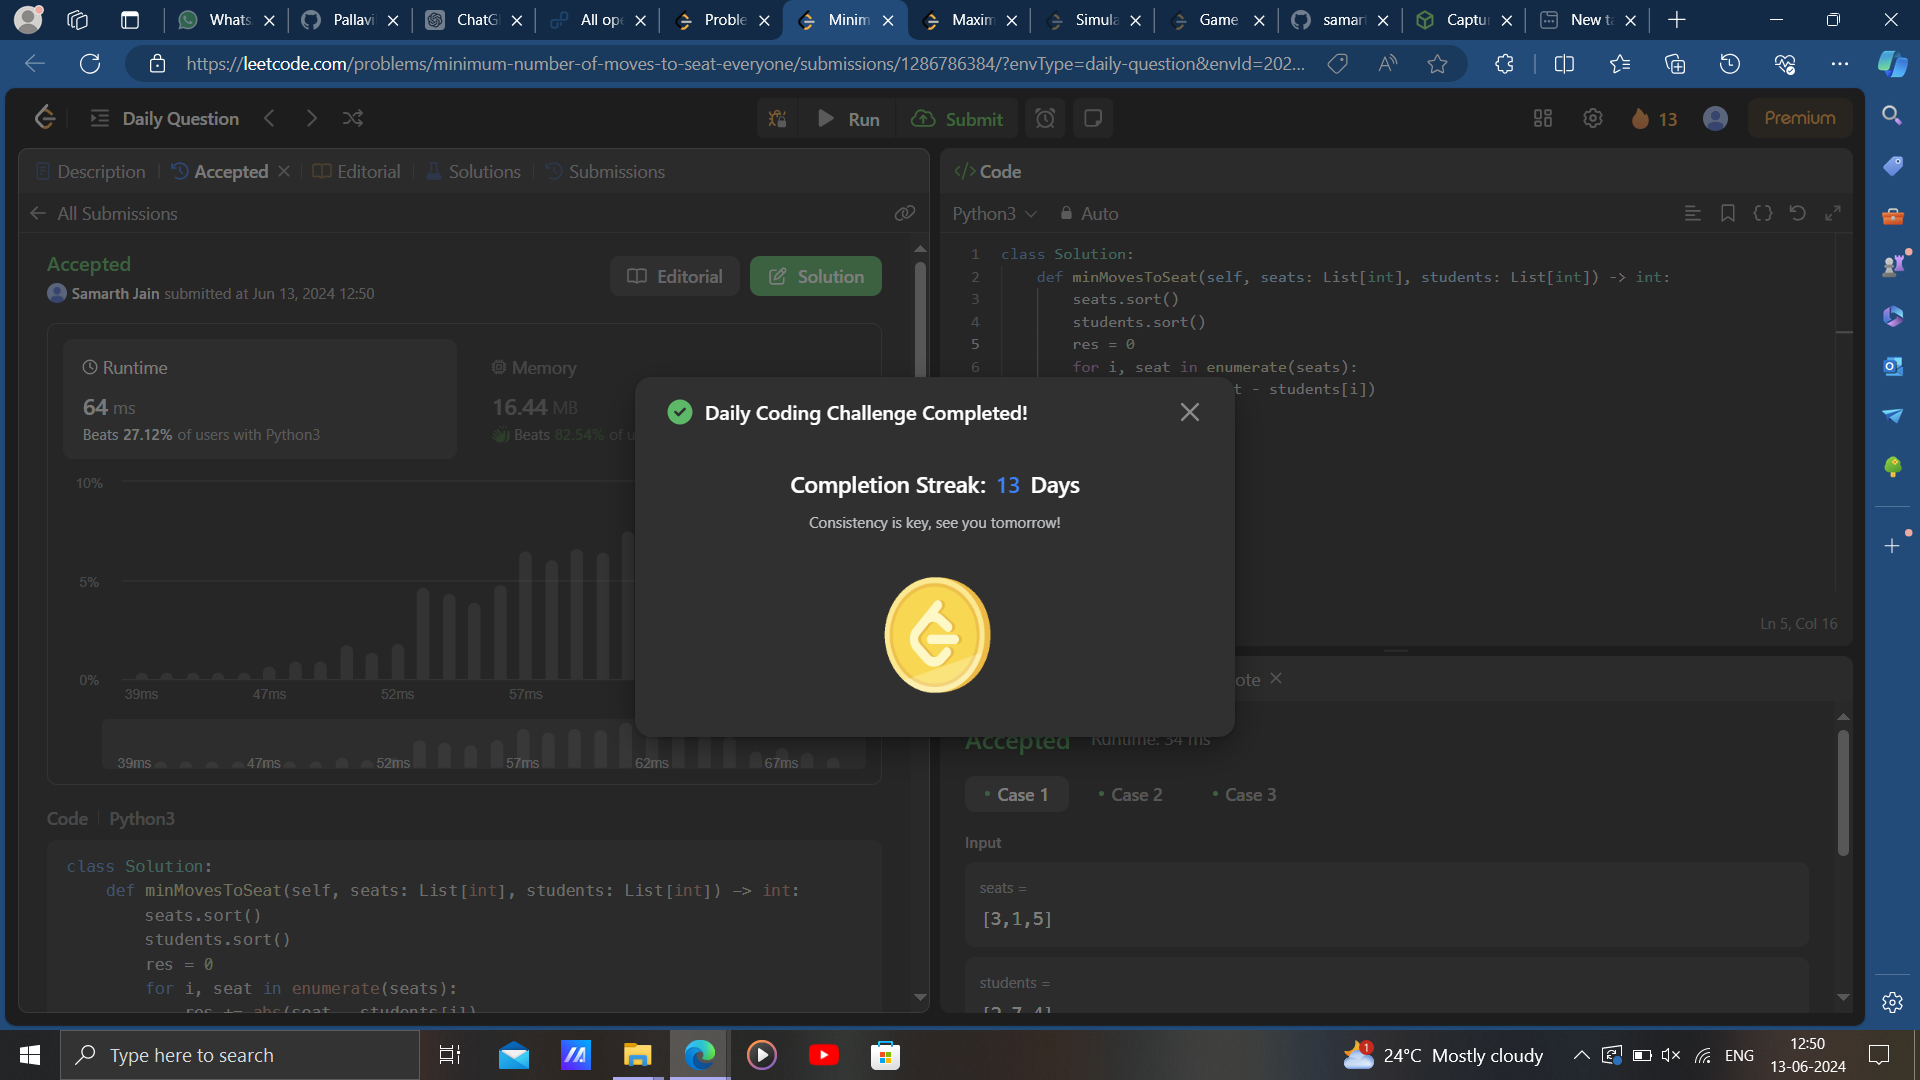 Whats
Pallavi
ChatG
All ope
Proble
Minim
Maxim
Simula
Game
samar
Captu
New ta
https://leetcode.com/problems/minimum-number-of-moves-to-seat-everyone/submissions/1286786384/?envType=daily-question&envId=202...
Daily Question
Run
Submit
13
Premium
Description
Accepted
Editorial
Solutions
Submissions
All Submissions
Accepted
Samarth Jain submitted at Jun 13, 2024 12:50
Editorial
Solution
Runtime
64 ms
Beats 27.12% of users with Python3
Memory
16.44 MB
Beats 82.54% of u
10%
5%
0%
39ms 47ms 52ms 57ms
39ms 47ms 52ms 57ms 62ms 67ms
Code | Python3
class Solution:
def minMovesToSeat(self, seats: List[int], students: List[int]) -> int:
seats.sort()
students.sort()
res = 0
for i, seat in enumerate(seats):
res += abs(seat - students[i])
Daily Coding Challenge Completed!
Completion Streak: 13 Days
Consistency is key, see you tomorrow!
</> Code
Python3
Auto
1 class Solution:
2 def minMovesToSeat(self, seats: List[int], students: List[int]) -> int:
3 seats.sort()
4 students.sort()
5 res = 0
6 for i, seat in enumerate(seats):
t - students[i])
Ln 5, Col 16
ote
Accepted Runtime: 34 ms
Case 1
Case 2
Case 3
Input
seats =
[3,1,5]
students =
[2,7,4]
Type here to search
1
24°C Mostly cloudy
ENG
12:50
13-06-2024